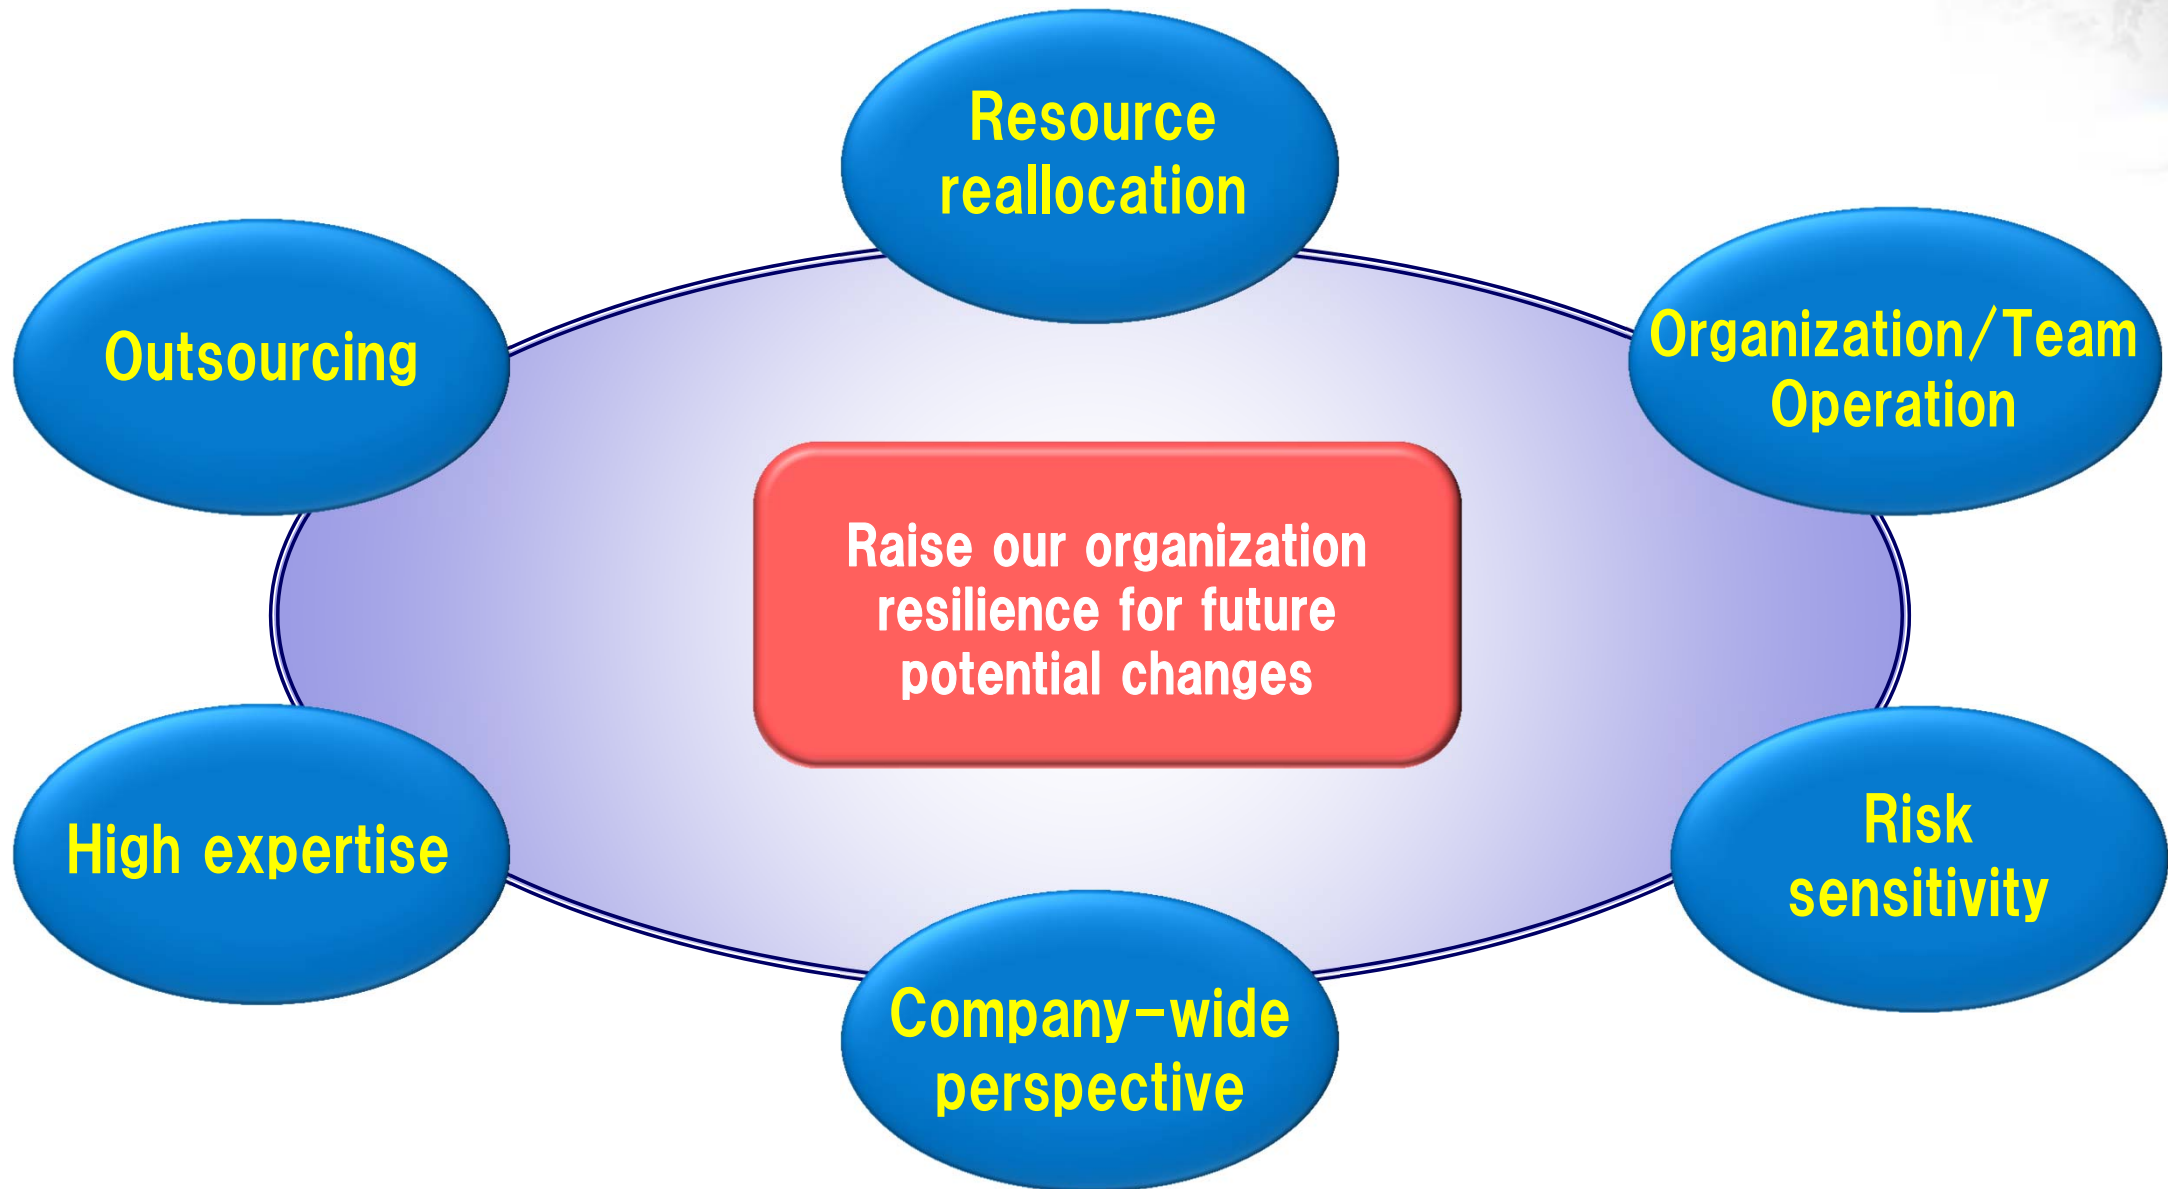 Resource
reallocation
Outsourcing
Organization/Team
Operation
Raise our organization
resilience for future
potential changes
High expertise
Risk
sensitivity
Company-wide
perspective